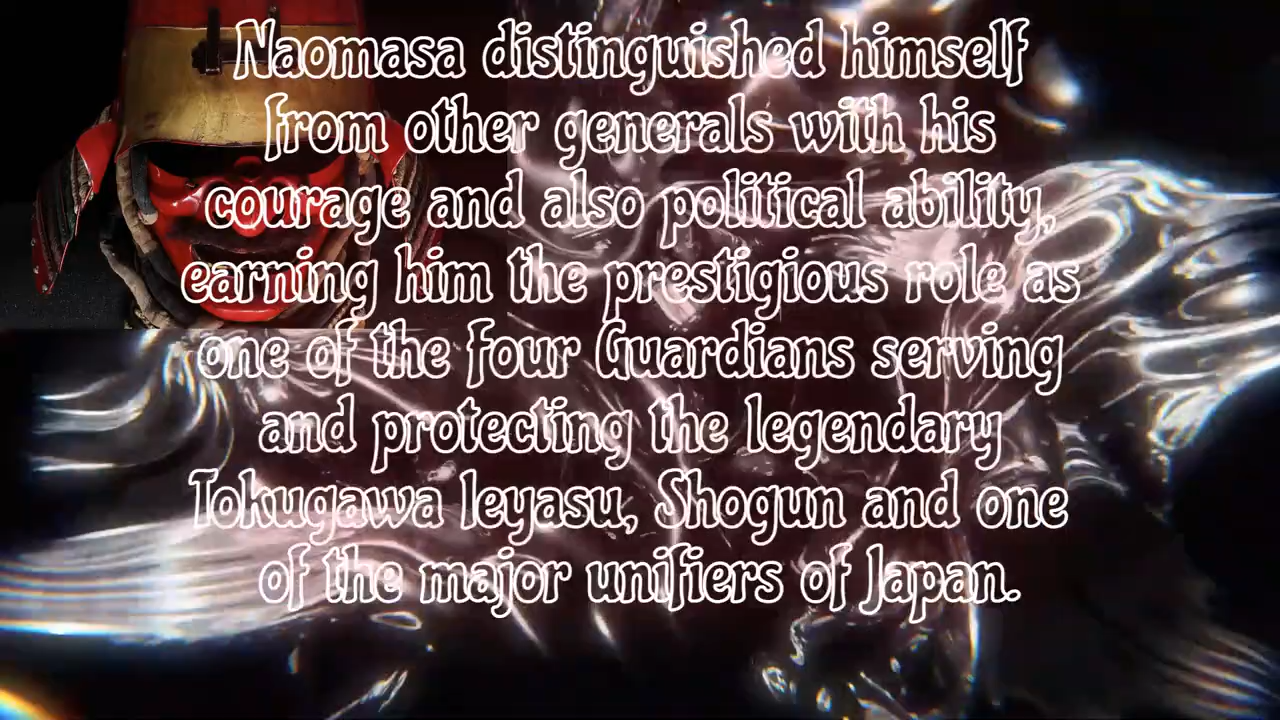 Naomasa distinguished himself
from other generals with his
courage and also political ability,
earning him the prestigious role as
one of the four Guardians serving
and protecting the legendary
Tokugawa Ieyasu, Shogun and one
of the major unifiers of Japan.